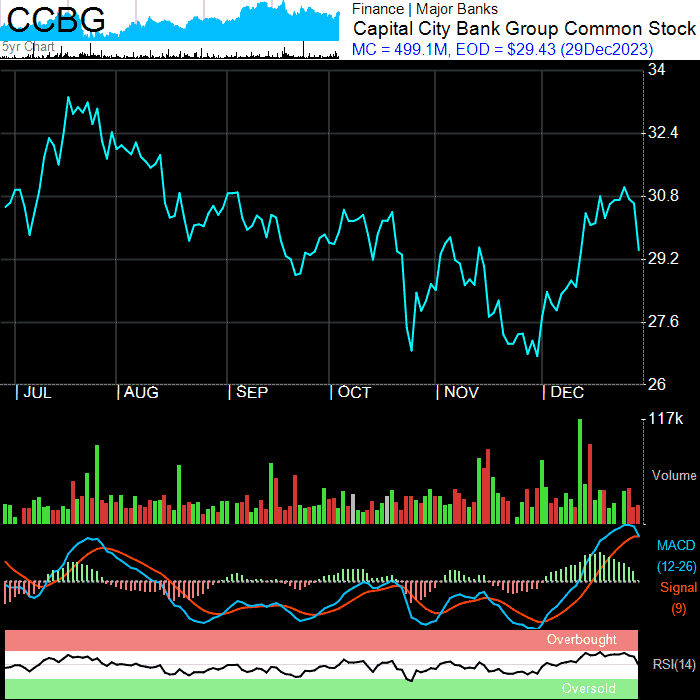 CCBG
5yr Chart
Finance | Major Banks
Capital City Bank Group Common Stock
MC = 499.1M, EOD = $29.43 (29Dec2023)
34
32.4
30.8
29.2
27.6
26
| JUL | AUG | SEP | OCT | NOV | DEC
117k
Volume
MACD
(12-26)
Signal
(9)
Overbought
RSI(14)
Oversold